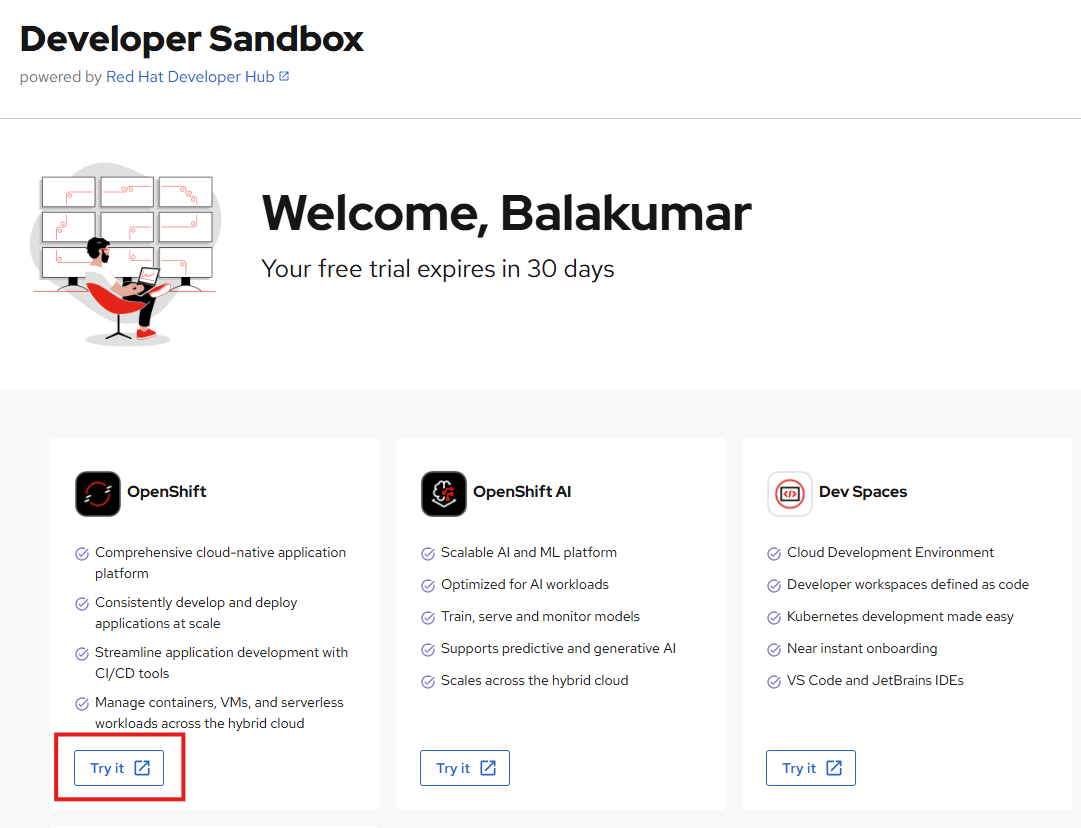 Developer Sandbox
powered by Red Hat Developer Hub
Welcome, Balakumar
Your free trial expires in 30 days
OpenShift
Comprehensive cloud-native application
platform
Consistently develop and deploy
applications at scale
Streamline application development with
CI/CD tools
Manage containers, VMs, and serverless
workloads across the hybrid cloud
Try it
OpenShift AI
Scalable AI and ML platform
Optimized for AI workloads
Train, serve and monitor models
Supports predictive and generative AI
Scales across the hybrid cloud
Try it
Dev Spaces
Cloud Development Environment
Developer workspaces defined as code
Kubernetes development made easy
Near instant onboarding
VS Code and JetBrains IDEs
Try it